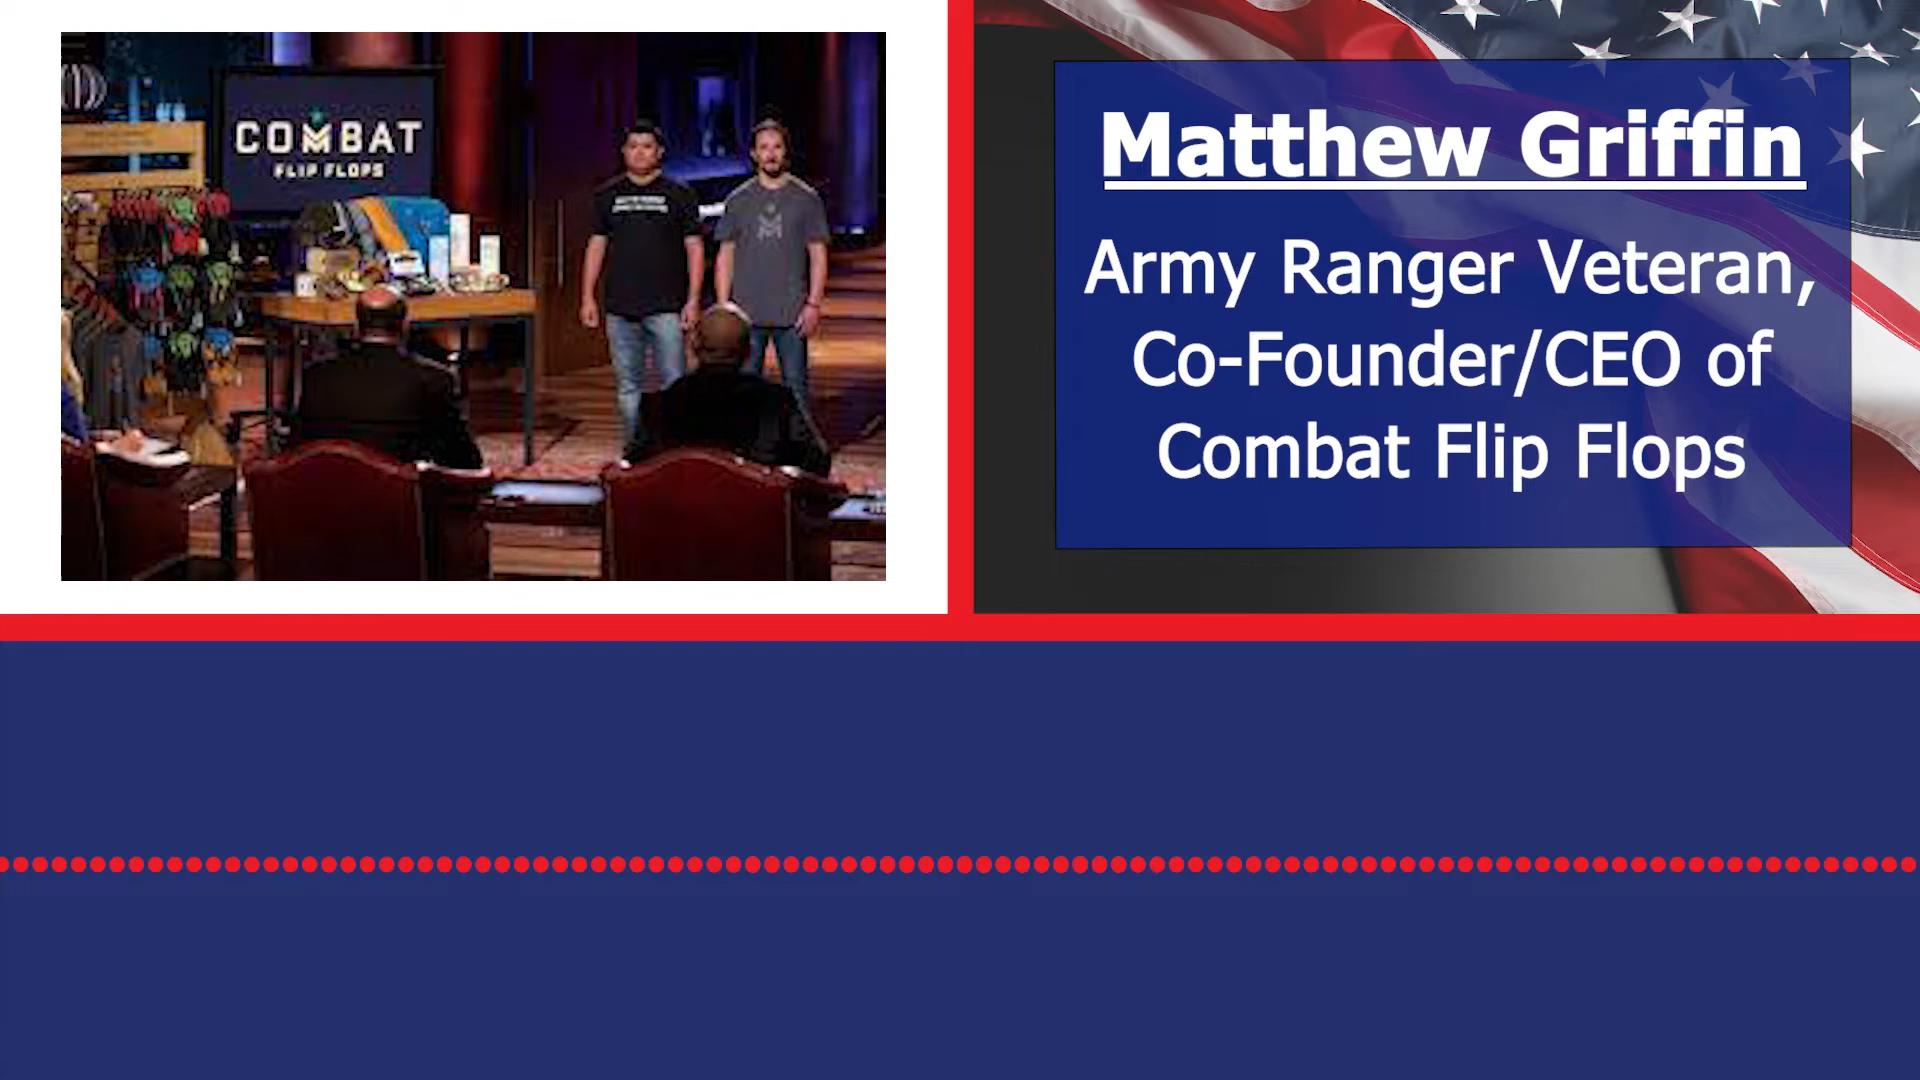 COMBAT
FLIP FLOPS
Matthew Griffin
Army Ranger Veteran,
Co-Founder/CEO of
Combat Flip Flops